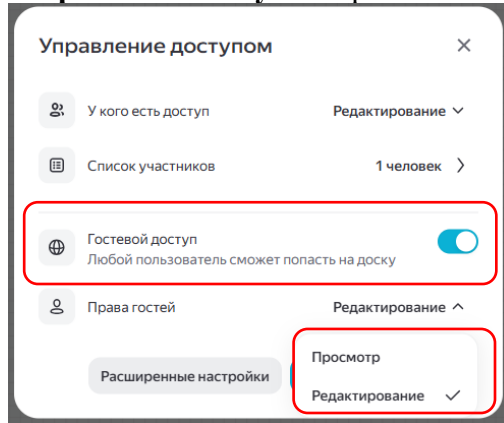 Управление доступом
У кого есть доступ Редактирование
Список участников 1 человек
Гостевой доступ
Любой пользователь сможет попасть на доску
Права гостей Редактирование
Просмотр
Расширенные настройки
Редактирование